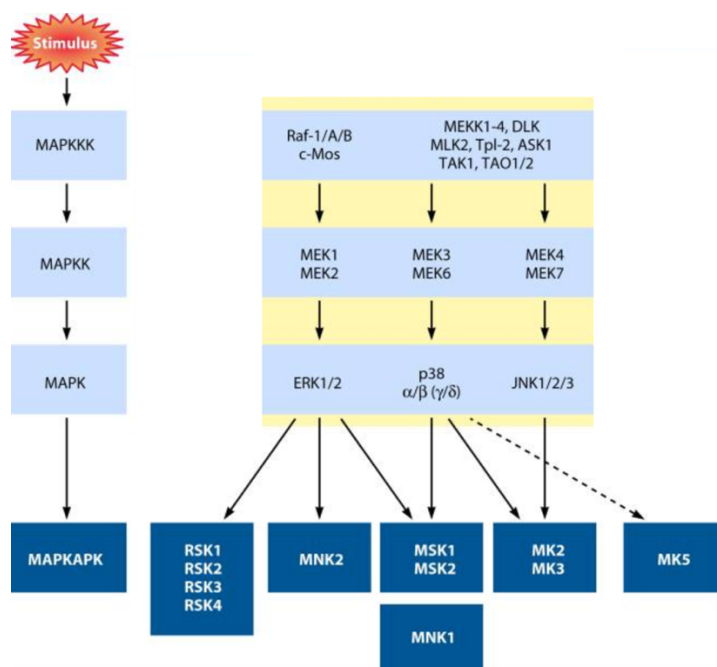 Stimulus
MAPKKK
Raf-1/A/B
c-Mos
MEKK1-4, DLK
MLK2, Tpl-2, ASK1
TAK1, TAO1/2
MAPKK
MEK1
MEK2
MEK3
MEK6
MEK4
MEK7
MAPK
ERK1/2
p38
α/β (γ/δ)
JNK1/2/3
MAPKAPK
RSK1
RSK2
RSK3
RSK4
MNK2
MSK1
MSK2
MK2
MK3
MK5
MNK1